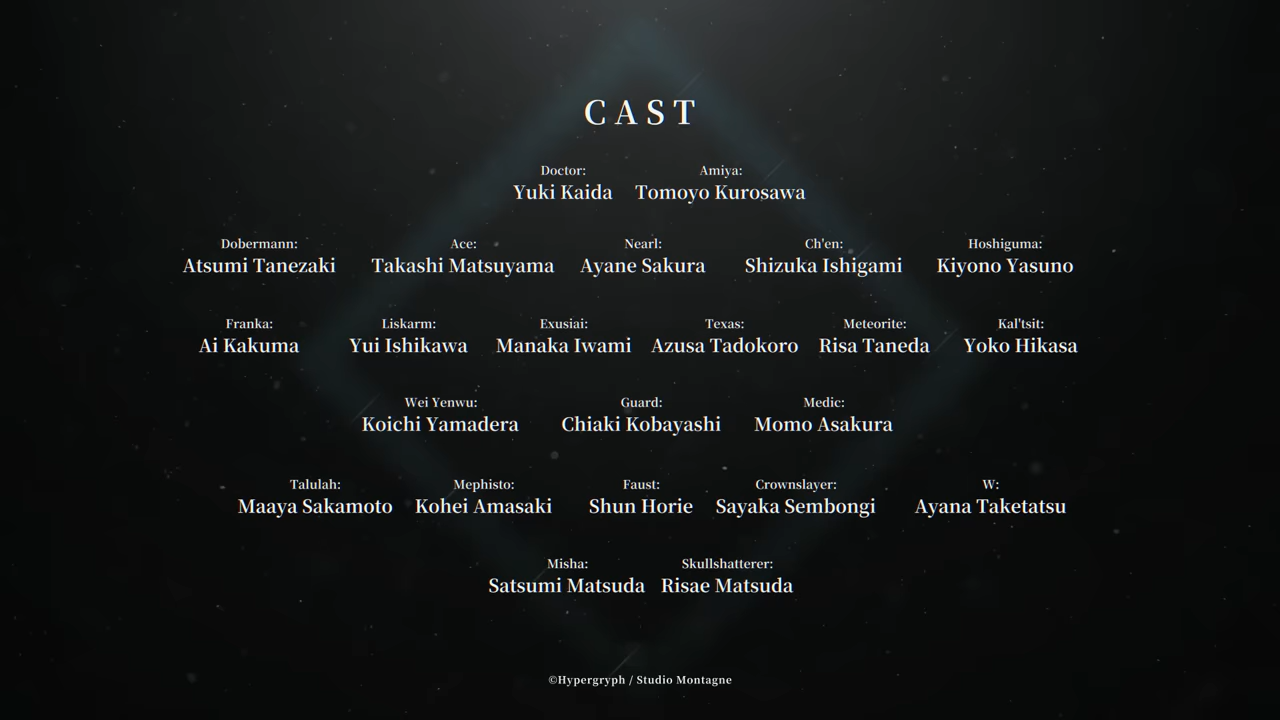 CAST
Doctor: Amiya:
Yuki Kaida Tomoyo Kurosawa
Dobermann: Ace: Nearl: Ch'en: Hoshiguma:
Atsumi Tanezaki Takashi Matsuyama Ayane Sakura Shizuka Ishigami Kiyono Yasuno
Franka: Liskarm: Exusiai: Texas: Meteorite: Kal'tsit:
Ai Kakuma Yui Ishikawa Manaka Iwami Azusa Tadokoro Risa Taneda Yoko Hikasa
Wei Yenwu: Guard: Medic:
Koichi Yamadera Chiaki Kobayashi Momo Asakura
Talulah: Mephisto: Faust: Crownslayer: W:
Maaya Sakamoto Kohei Amasaki Shun Horie Sayaka Sembongi Ayana Taketatsu
Misha: Skullshatterer:
Satsumi Matsuda Risae Matsuda
©Hypergryph / Studio Montagne